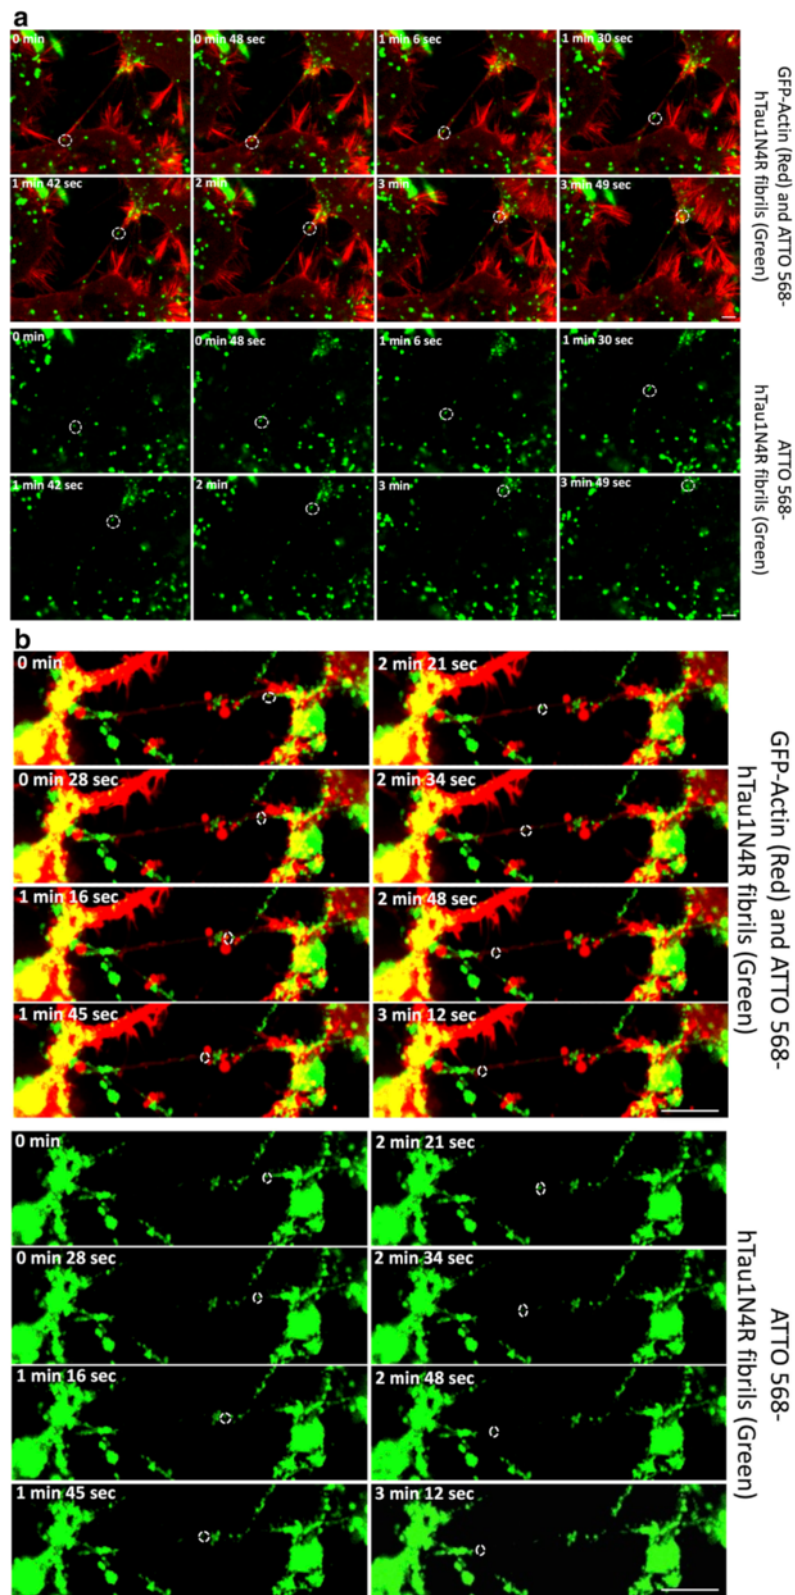 a
0 min
0 min 48 sec
1 min 6 sec
1 min 30 sec
1 min 42 sec
2 min
3 min
3 min 49 sec
GFP-Actin (Red) and ATTO 568-
hTau1N4R fibrils (Green)
0 min
0 min 48 sec
1 min 6 sec
1 min 30 sec
1 min 42 sec
2 min
3 min
3 min 49 sec
ATTO 568-
hTau1N4R fibrils (Green)
b
0 min
2 min 21 sec
0 min 28 sec
2 min 34 sec
1 min 16 sec
2 min 48 sec
1 min 45 sec
3 min 12 sec
GFP-Actin (Red) and ATTO 568-
hTau1N4R fibrils (Green)
0 min
2 min 21 sec
0 min 28 sec
2 min 34 sec
1 min 16 sec
2 min 48 sec
1 min 45 sec
3 min 12 sec
ATTO 568-
hTau1N4R fibrils (Green)